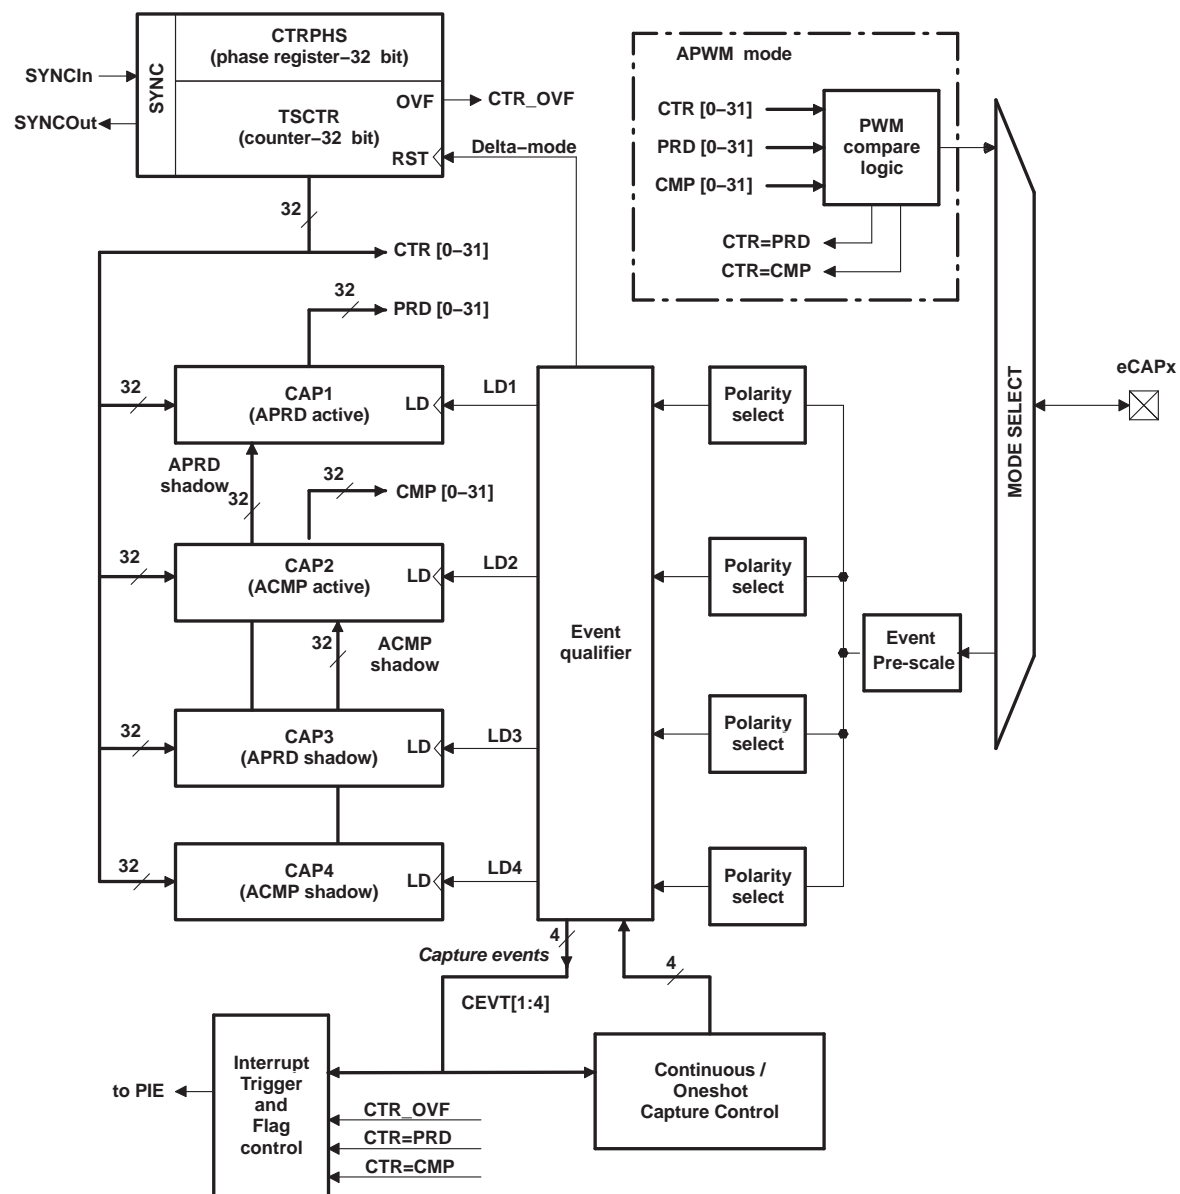 CTRPHS
(phase register−32 bit)
SYNC
SYNCIn
SYNCOut
OVF
CTR_OVF
TSCTR
(counter−32 bit)
RST
Delta−mode
32
CTR [0−31]
32
PRD [0−31]
APWM mode
CTR [0−31]
PRD [0−31]
CMP [0−31]
PWM
compare
logic
CTR=PRD
CTR=CMP
MODE SELECT
eCAPx
32
CAP1
(APRD active)
LD
LD1
Polarity
select
APRD
shadow
32
32
CMP [0−31]
32
CAP2
(ACMP active)
LD
LD2
Polarity
select
32
ACMP
shadow
Event
qualifier
Event
Pre-scale
32
CAP3
(APRD shadow)
LD
LD3
Polarity
select
32
CAP4
(ACMP shadow)
LD
LD4
Polarity
select
4
Capture events
4
CEVT[1:4]
Interrupt
Trigger
and
Flag
control
to PIE
CTR_OVF
CTR=PRD
CTR=CMP
Continuous /
Oneshot
Capture Control